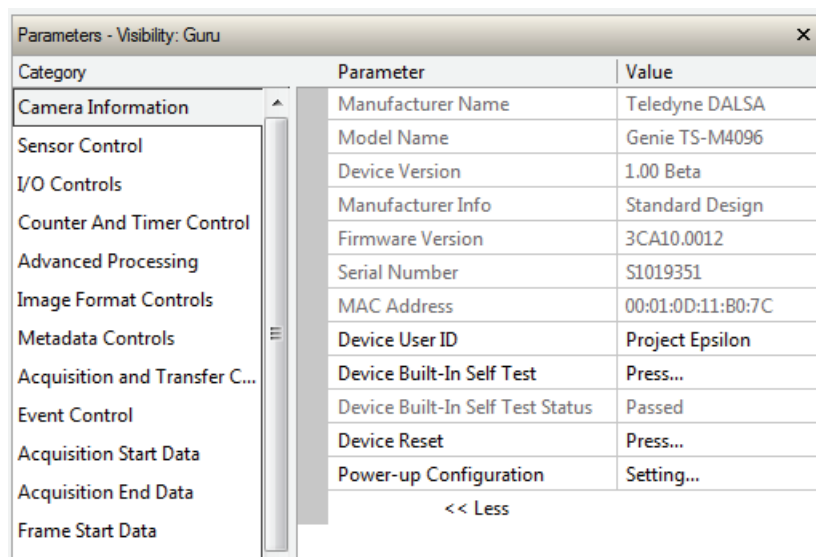 Parameters - Visibility: Guru
Category
Camera Information
Sensor Control
I/O Controls
Counter And Timer Control
Advanced Processing
Image Format Controls
Metadata Controls
Acquisition and Transfer C...
Event Control
Acquisition Start Data
Acquisition End Data
Frame Start Data
Parameter Value
Manufacturer Name Teledyne DALSA
Model Name Genie TS-M4096
Device Version 1.00 Beta
Manufacturer Info Standard Design
Firmware Version 3CA10.0012
Serial Number S1019351
MAC Address 00:01:0D:11:B0:7C
Device User ID Project Epsilon
Device Built-In Self Test Press...
Device Built-In Self Test Status Passed
Device Reset Press...
Power-up Configuration Setting...
<< Less